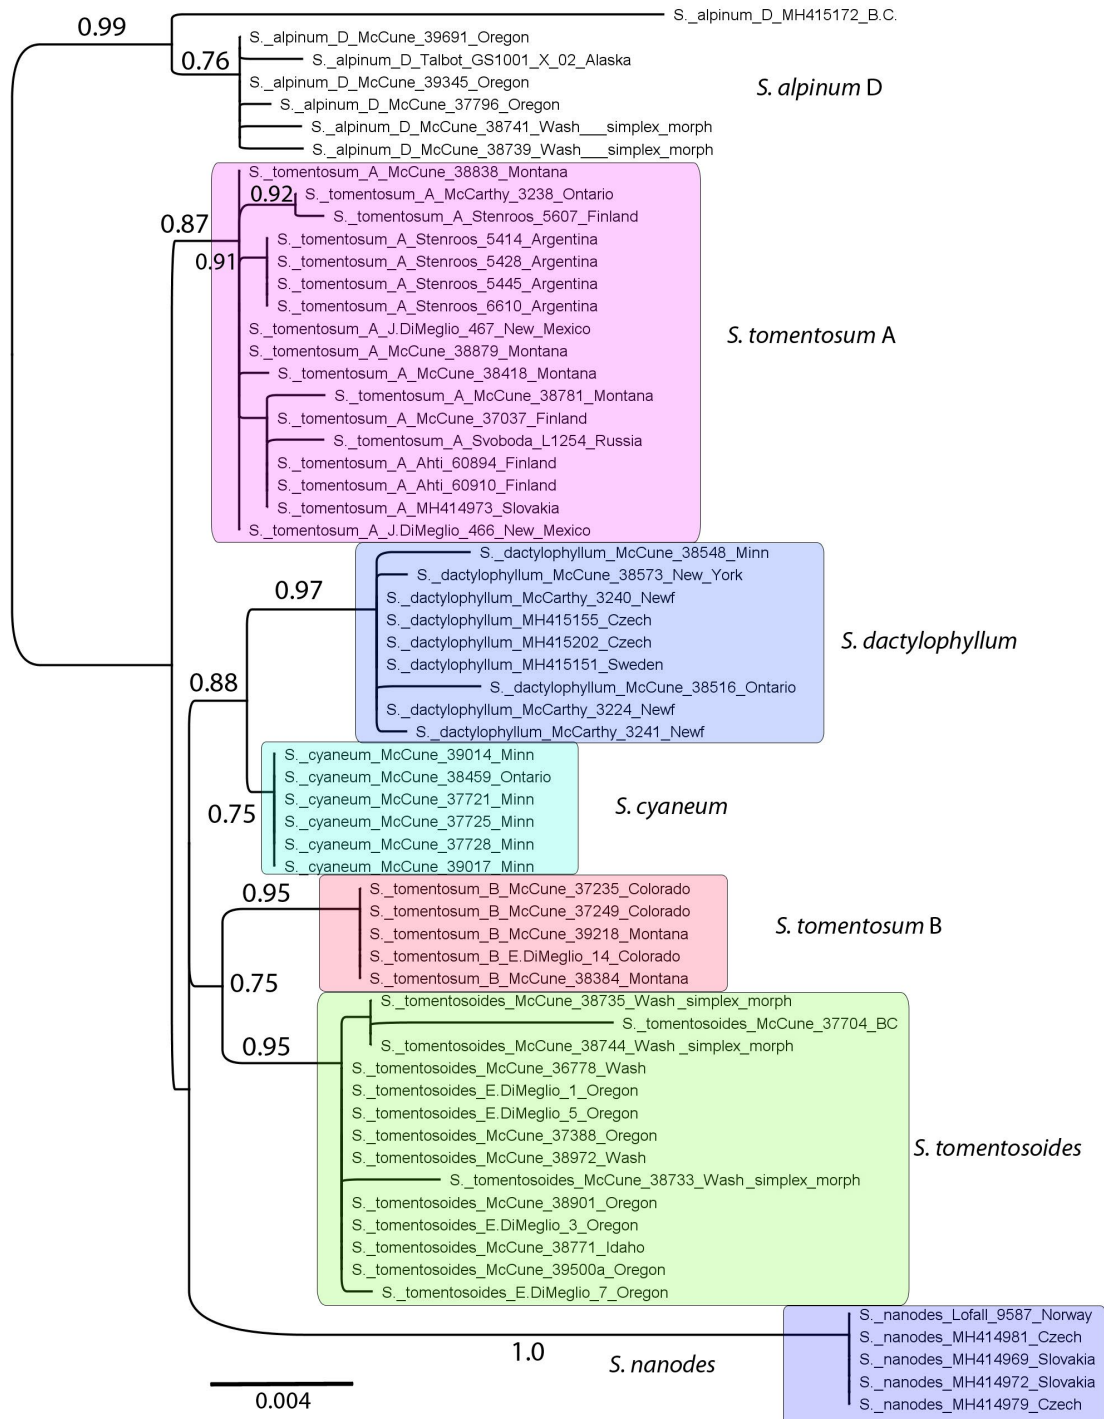 S._alpinum_D_MH415172_B.C.
0.99
S._alpinum_D_McCune_39691_Oregon
0.76
S._alpinum_D_Talbot_GS1001_X_02_Alaska
S._alpinum_D_McCune_39345_Oregon
S. alpinum D
S._alpinum_D_McCune_37796_Oregon
S._alpinum_D_McCune_38741_Wash___simplex_morph
S._alpinum_D_McCune_38739_Wash___simplex_morph
S._tomentosum_A_McCune_38838_Montana
0.92
S._tomentosum_A_McCarthy_3238_Ontario
S._tomentosum_A_Stenroos_5607_Finland
0.87
S._tomentosum_A_Stenroos_5414_Argentina
0.91
S._tomentosum_A_Stenroos_5428_Argentina
S._tomentosum_A_Stenroos_5445_Argentina
S._tomentosum_A_Stenroos_6610_Argentina
S._tomentosum_A_J.DiMeglio_467_New_Mexico
S. tomentosum A
S._tomentosum_A_McCune_38879_Montana
S._tomentosum_A_McCune_38418_Montana
S._tomentosum_A_McCune_38781_Montana
S._tomentosum_A_McCune_37037_Finland
S._tomentosum_A_Svoboda_L1254_Russia
S._tomentosum_A_Ahti_60894_Finland
S._tomentosum_A_Ahti_60910_Finland
S._tomentosum_A_MH414973_Slovakia
S._tomentosum_A_J.DiMeglio_466_New_Mexico
S._dactylophyllum_McCune_38548_Minn
S._dactylophyllum_McCune_38573_New_York
0.97
S._dactylophyllum_McCarthy_3240_Newf
S._dactylophyllum_MH415155_Czech
S._dactylophyllum_MH415202_Czech
S. dactylophyllum
S._dactylophyllum_MH415151_Sweden
0.88
S._dactylophyllum_McCune_38516_Ontario
S._dactylophyllum_McCarthy_3224_Newf
S._dactylophyllum_McCarthy_3241_Newf
S._cyaneum_McCune_39014_Minn
S._cyaneum_McCune_38459_Ontario
S._cyaneum_McCune_37721_Minn
S. cyaneum
0.75
S._cyaneum_McCune_37725_Minn
S._cyaneum_McCune_37728_Minn
S._cyaneum_McCune_39017_Minn
0.95
S._tomentosum_B_McCune_37235_Colorado
S._tomentosum_B_McCune_37249_Colorado
S. tomentosum B
S._tomentosum_B_McCune_39218_Montana
S._tomentosum_B_E.DiMeglio_14_Colorado
0.75
S._tomentosum_B_McCune_38384_Montana
S._tomentosoides_McCune_38735_Wash_simplex_morph
S._tomentosoides_McCune_37704_BC
0.95
S._tomentosoides_McCune_38744_Wash _simplex_morph
S._tomentosoides_McCune_36778_Wash
S._tomentosoides_E.DiMeglio_1_Oregon
S._tomentosoides_E.DiMeglio_5_Oregon
S._tomentosoides_McCune_37388_Oregon
S. tomentosoides
S._tomentosoides_McCune_38972_Wash
S._tomentosoides_McCune_38733_Wash_simplex_morph
S._tomentosoides_McCune_38901_Oregon
S._tomentosoides_E.DiMeglio_3_Oregon
S._tomentosoides_McCune_38771_Idaho
S._tomentosoides_McCune_39500a_Oregon
S._tomentosoides_E.DiMeglio_7_Oregon
S._nanodes_Lofall_9587_Norway
S._nanodes_MH414981_Czech
1.0
S. nanodes
S._nanodes_MH414969_Slovakia
S._nanodes_MH414972_Slovakia
0.004
S._nanodes_MH414979_Czech